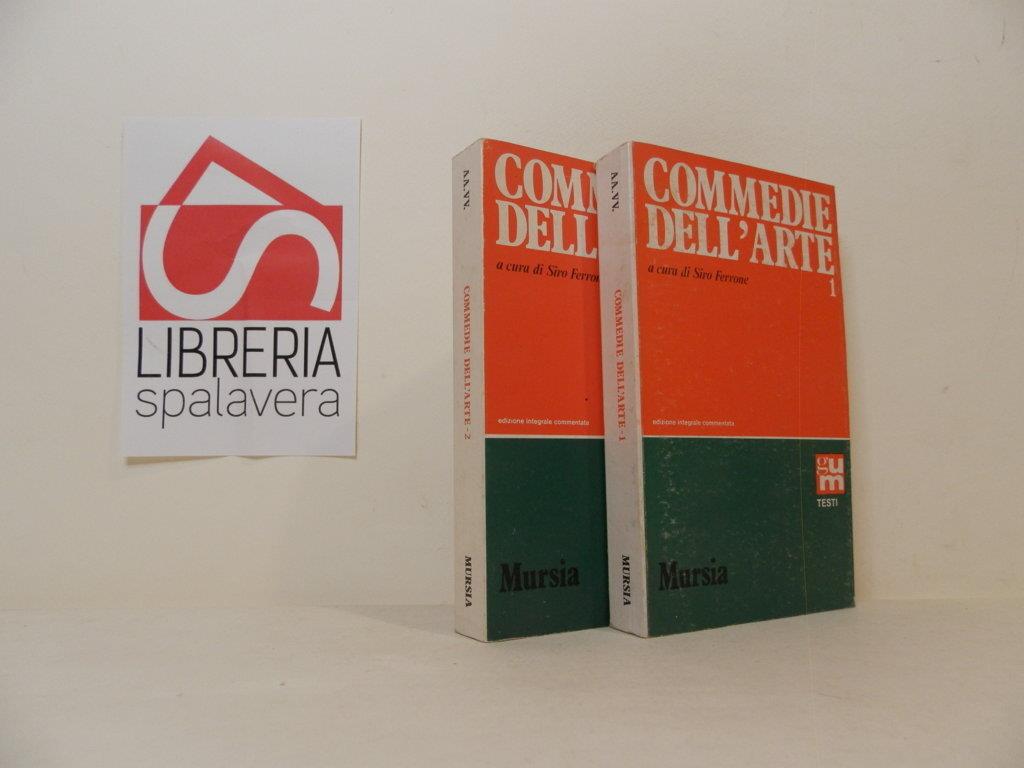 LIBRERIA
spalavera
AA.VV.
COMMEDIE DELL'ARTE - 2
MURSIA
COMM
DELL
a cura di Siro Ferron
edizione integrale commentata
Mursia
AA.VV.
COMMEDIE DELL'ARTE - 1
MURSIA
COMMEDIE
DELL'ARTE
1
a cura di Siro Ferrone
edizione integrale commentata
gum
TESTI
Mursia